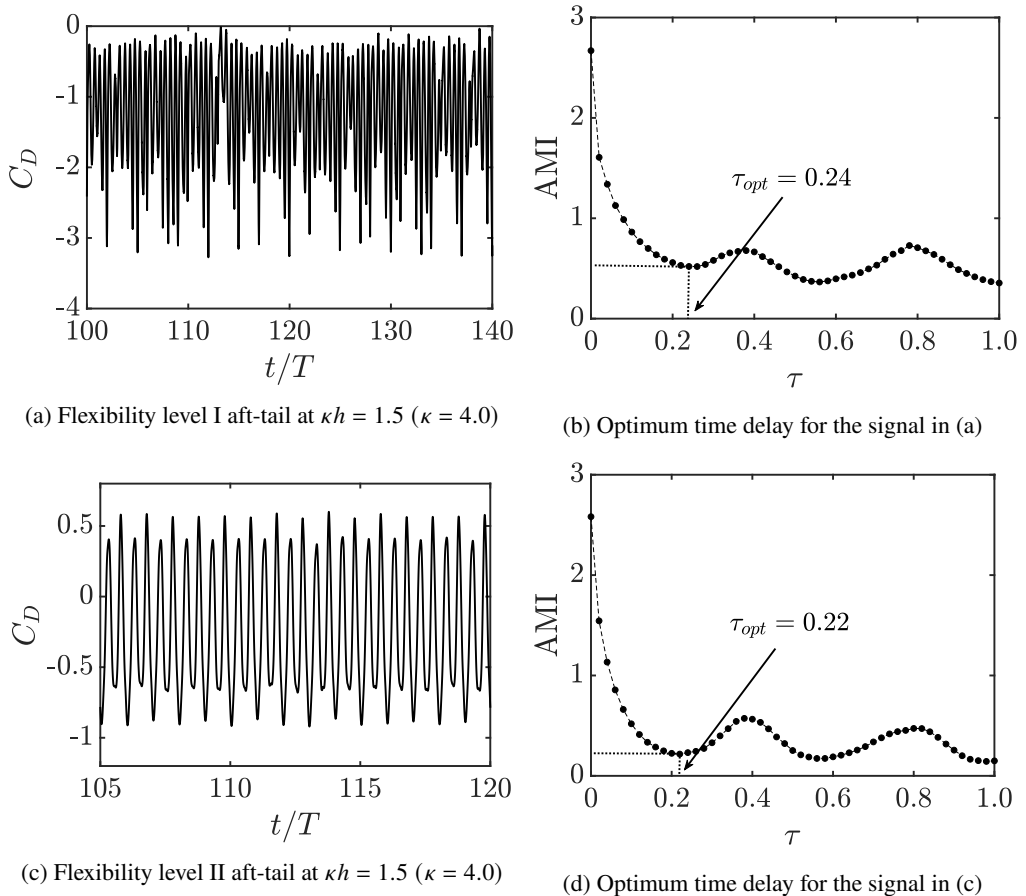 0
-1
-2
-3
-4
C_D
100 110 120 130 140
t/T
(a) Flexibility level I aft-tail at κh = 1.5 (κ = 4.0)
3
2
1
0
AMI
τ_opt = 0.24
0 0.2 0.4 0.6 0.8 1.0
τ
(b) Optimum time delay for the signal in (a)
0.5
0
-0.5
-1
C_D
105 110 115 120
t/T
(c) Flexibility level II aft-tail at κh = 1.5 (κ = 4.0)
3
2
1
0
AMI
τ_opt = 0.22
0 0.2 0.4 0.6 0.8 1.0
τ
(d) Optimum time delay for the signal in (c)